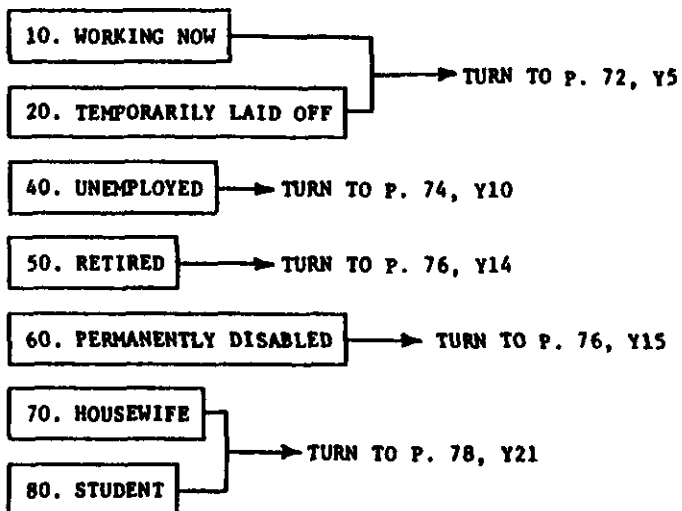 10. WORKING NOW
TURN TO P. 72, Y5
20. TEMPORARILY LAID OFF
40. UNEMPLOYED TURN TO P. 74, Y10
50. RETIRED TURN TO P. 76, Y14
60. PERMANENTLY DISABLED TURN TO P. 76, Y15
70. HOUSEWIFE
TURN TO P. 78, Y21
80. STUDENT